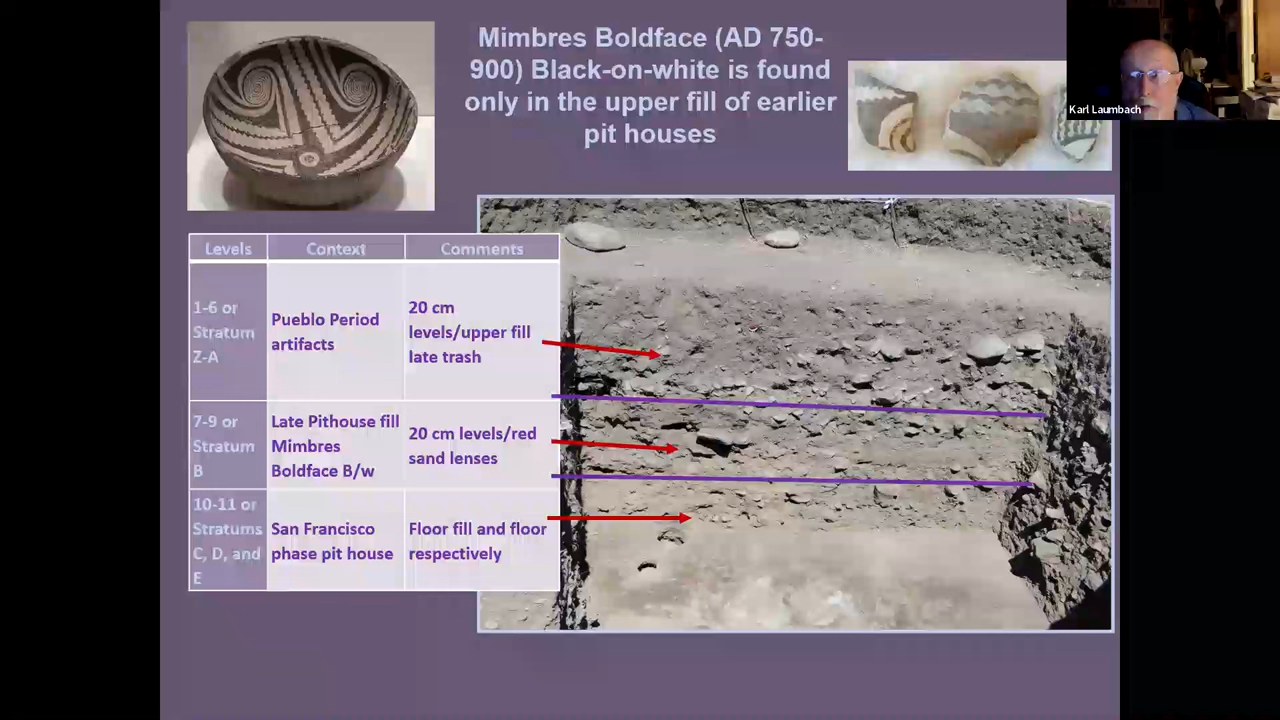 Mimbres Boldface (AD 750-
900) Black-on-white is found
only in the upper fill of earlier
pit houses
Karl Laumbach
Levels
Context
Comments
1-6 or
Stratum
Z-A
Pueblo Period
artifacts
20 cm
levels/upper fill
late trash
7-9 or
Stratum
B
Late Pithouse fill
Mimbres
Boldface B/w
20 cm levels/red
sand lenses
10-11 or
Stratums
C, D, and
E
San Francisco
phase pit house
Floor fill and floor
respectively